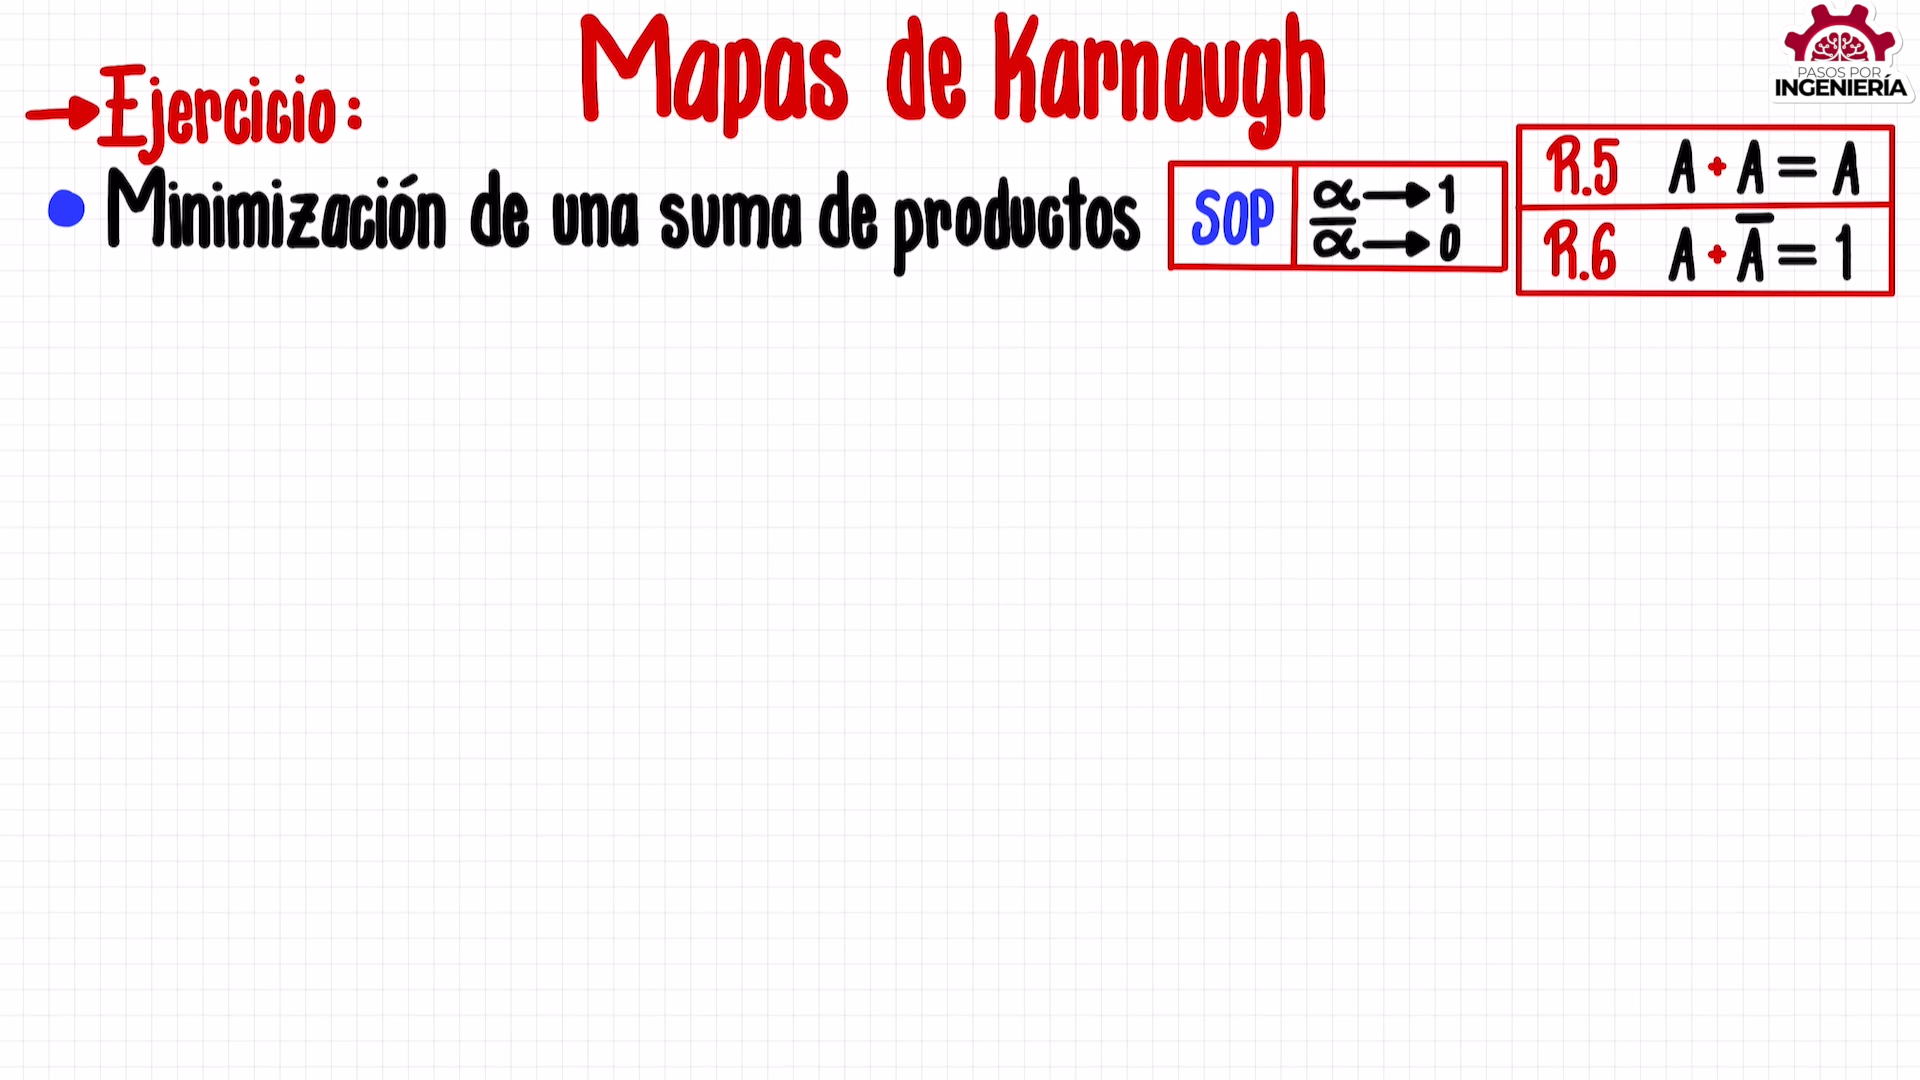 Mapas de Karnaugh
PASOS POR
INGENIERÍA
→Ejercicio:
• Minimización de una suma de productos
SOP
α→1
α̅→0
R.5 A + A = A
R.6 A + A̅ = 1